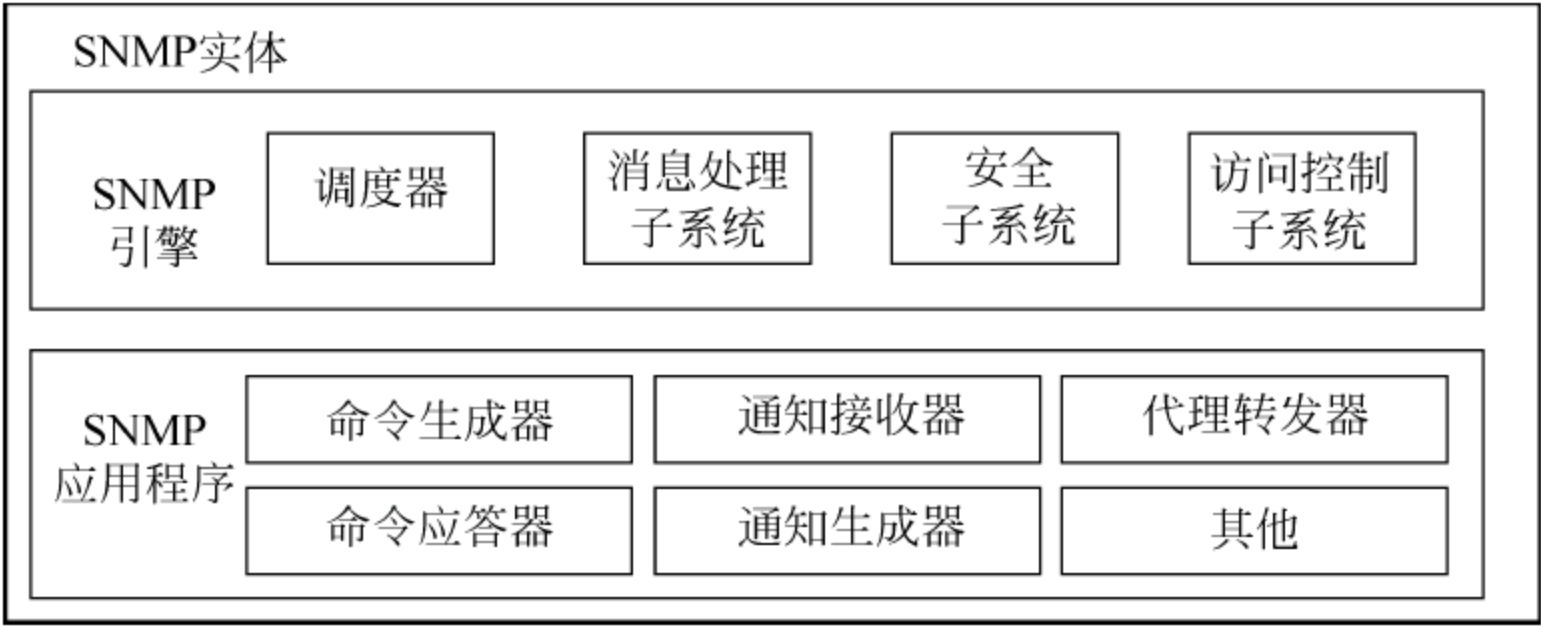 SNMP实体
SNMP
引擎
调度器
消息处理
子系统
安全
子系统
访问控制
子系统
SNMP
应用程序
命令生成器
通知接收器
代理转发器
命令应答器
通知生成器
其他